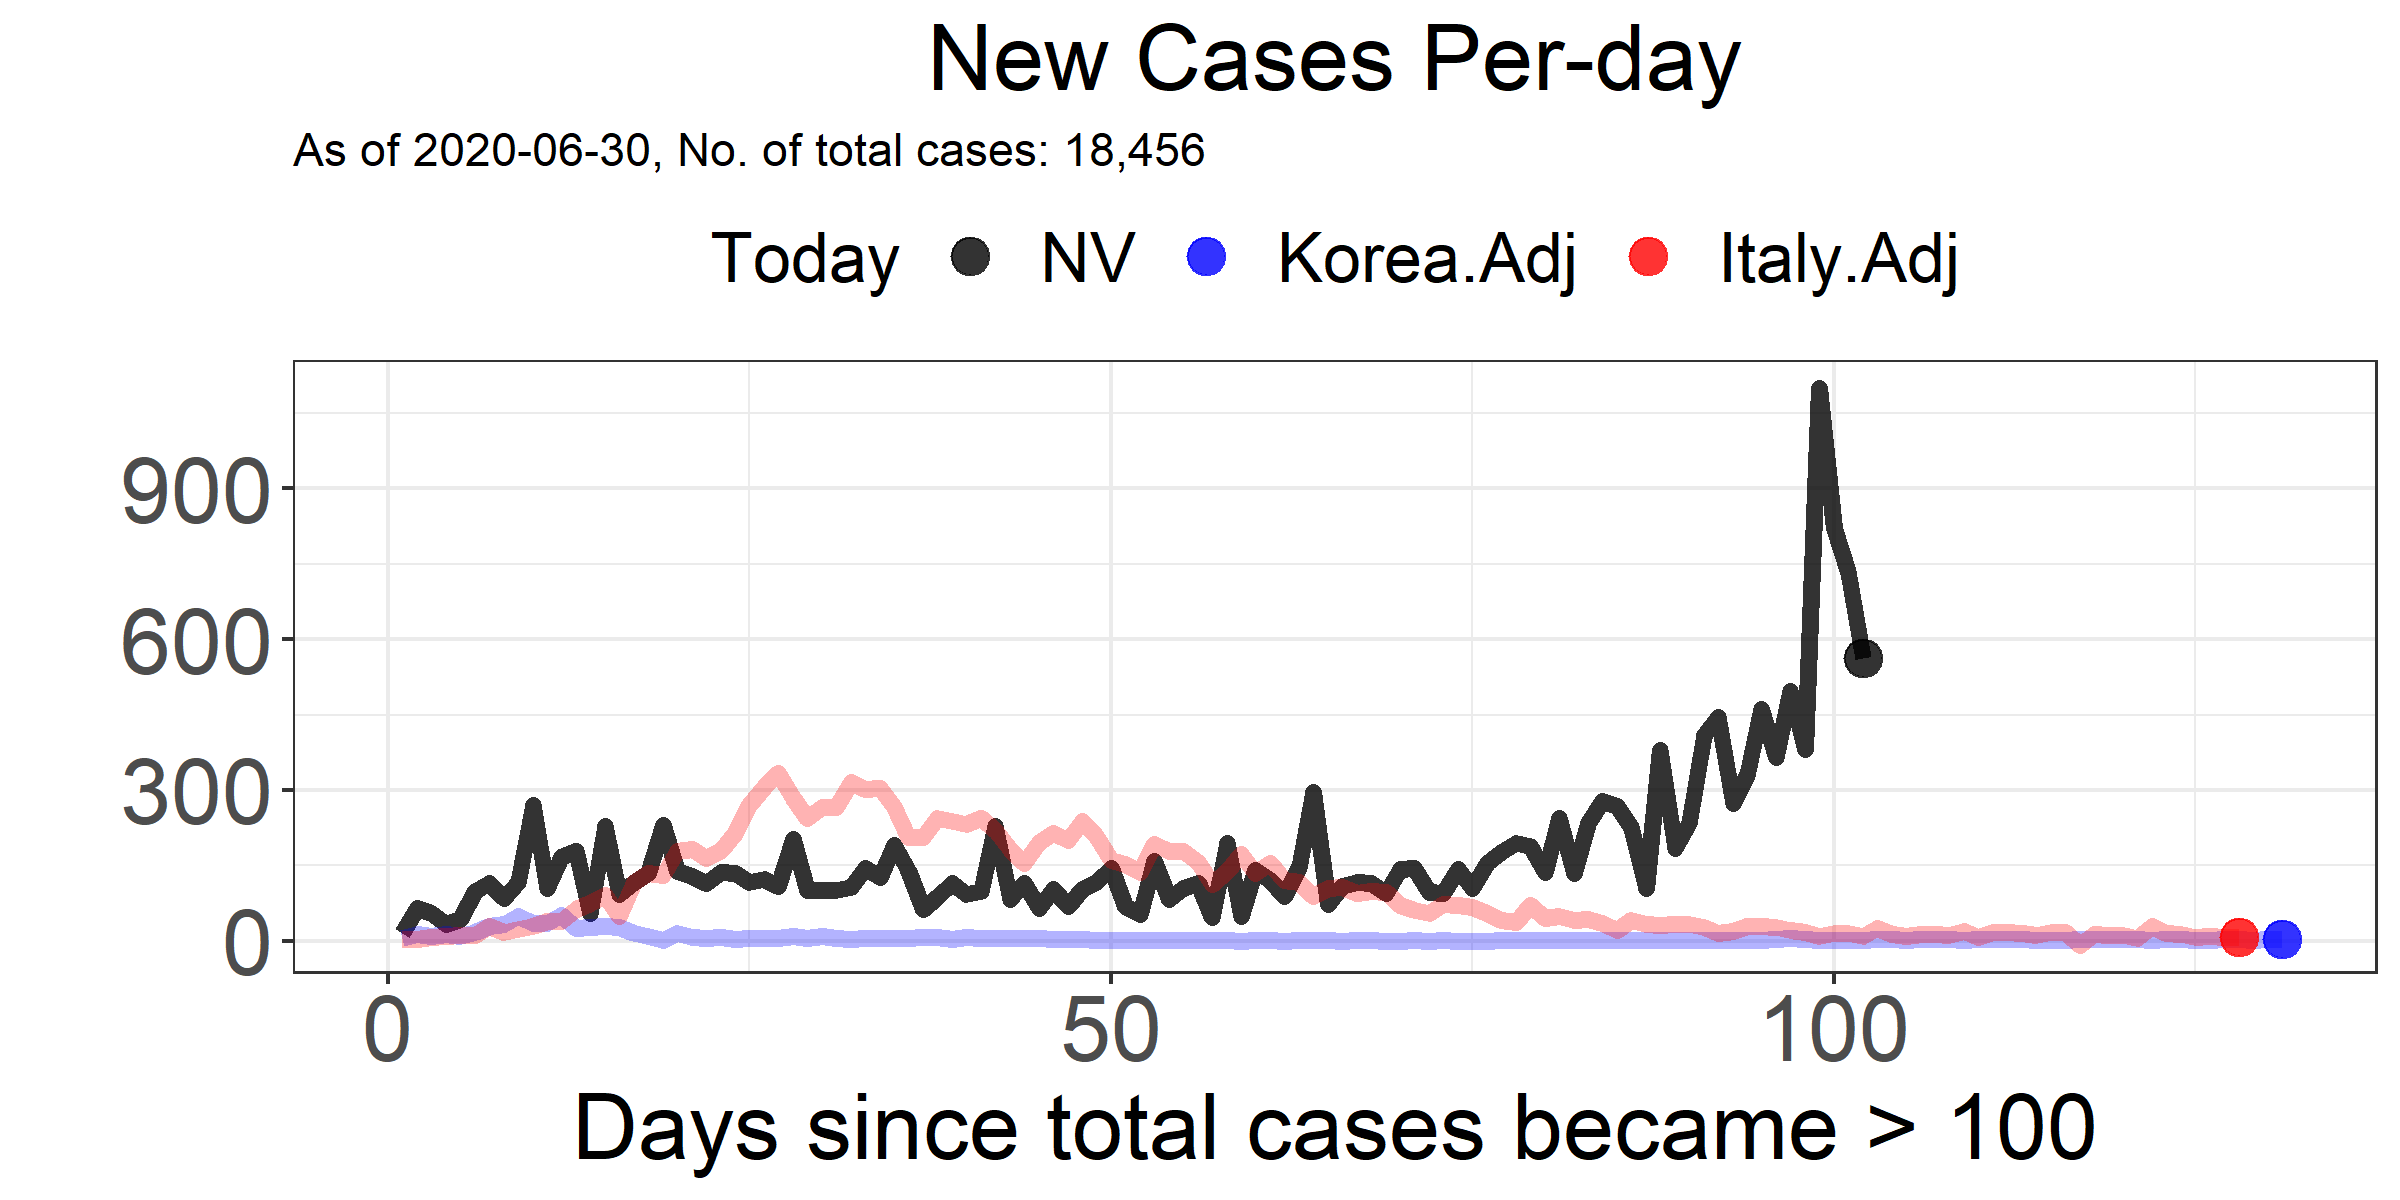 New Cases Per-day
As of 2020-06-30, No. of total cases: 18,456
Today NV Korea.Adj Italy.Adj
900
600
300
0
0 50 100
Days since total cases became > 100